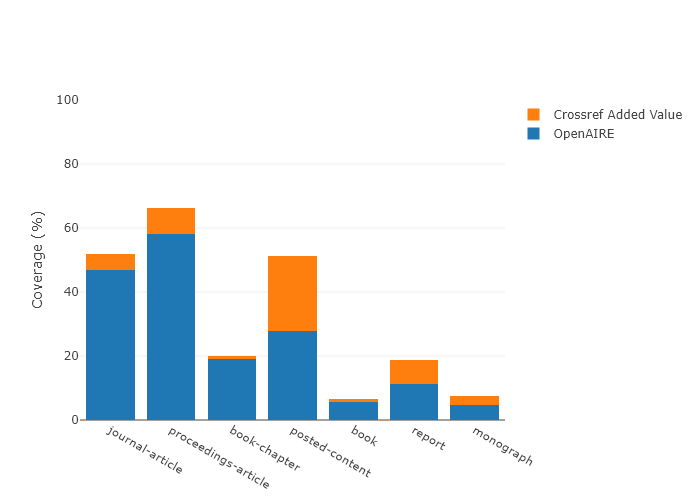 100
80
60
40
20
0
Coverage (%)
journal-article
proceedings-article
book-chapter
posted-content
book
report
monograph
Crossref Added Value
OpenAIRE